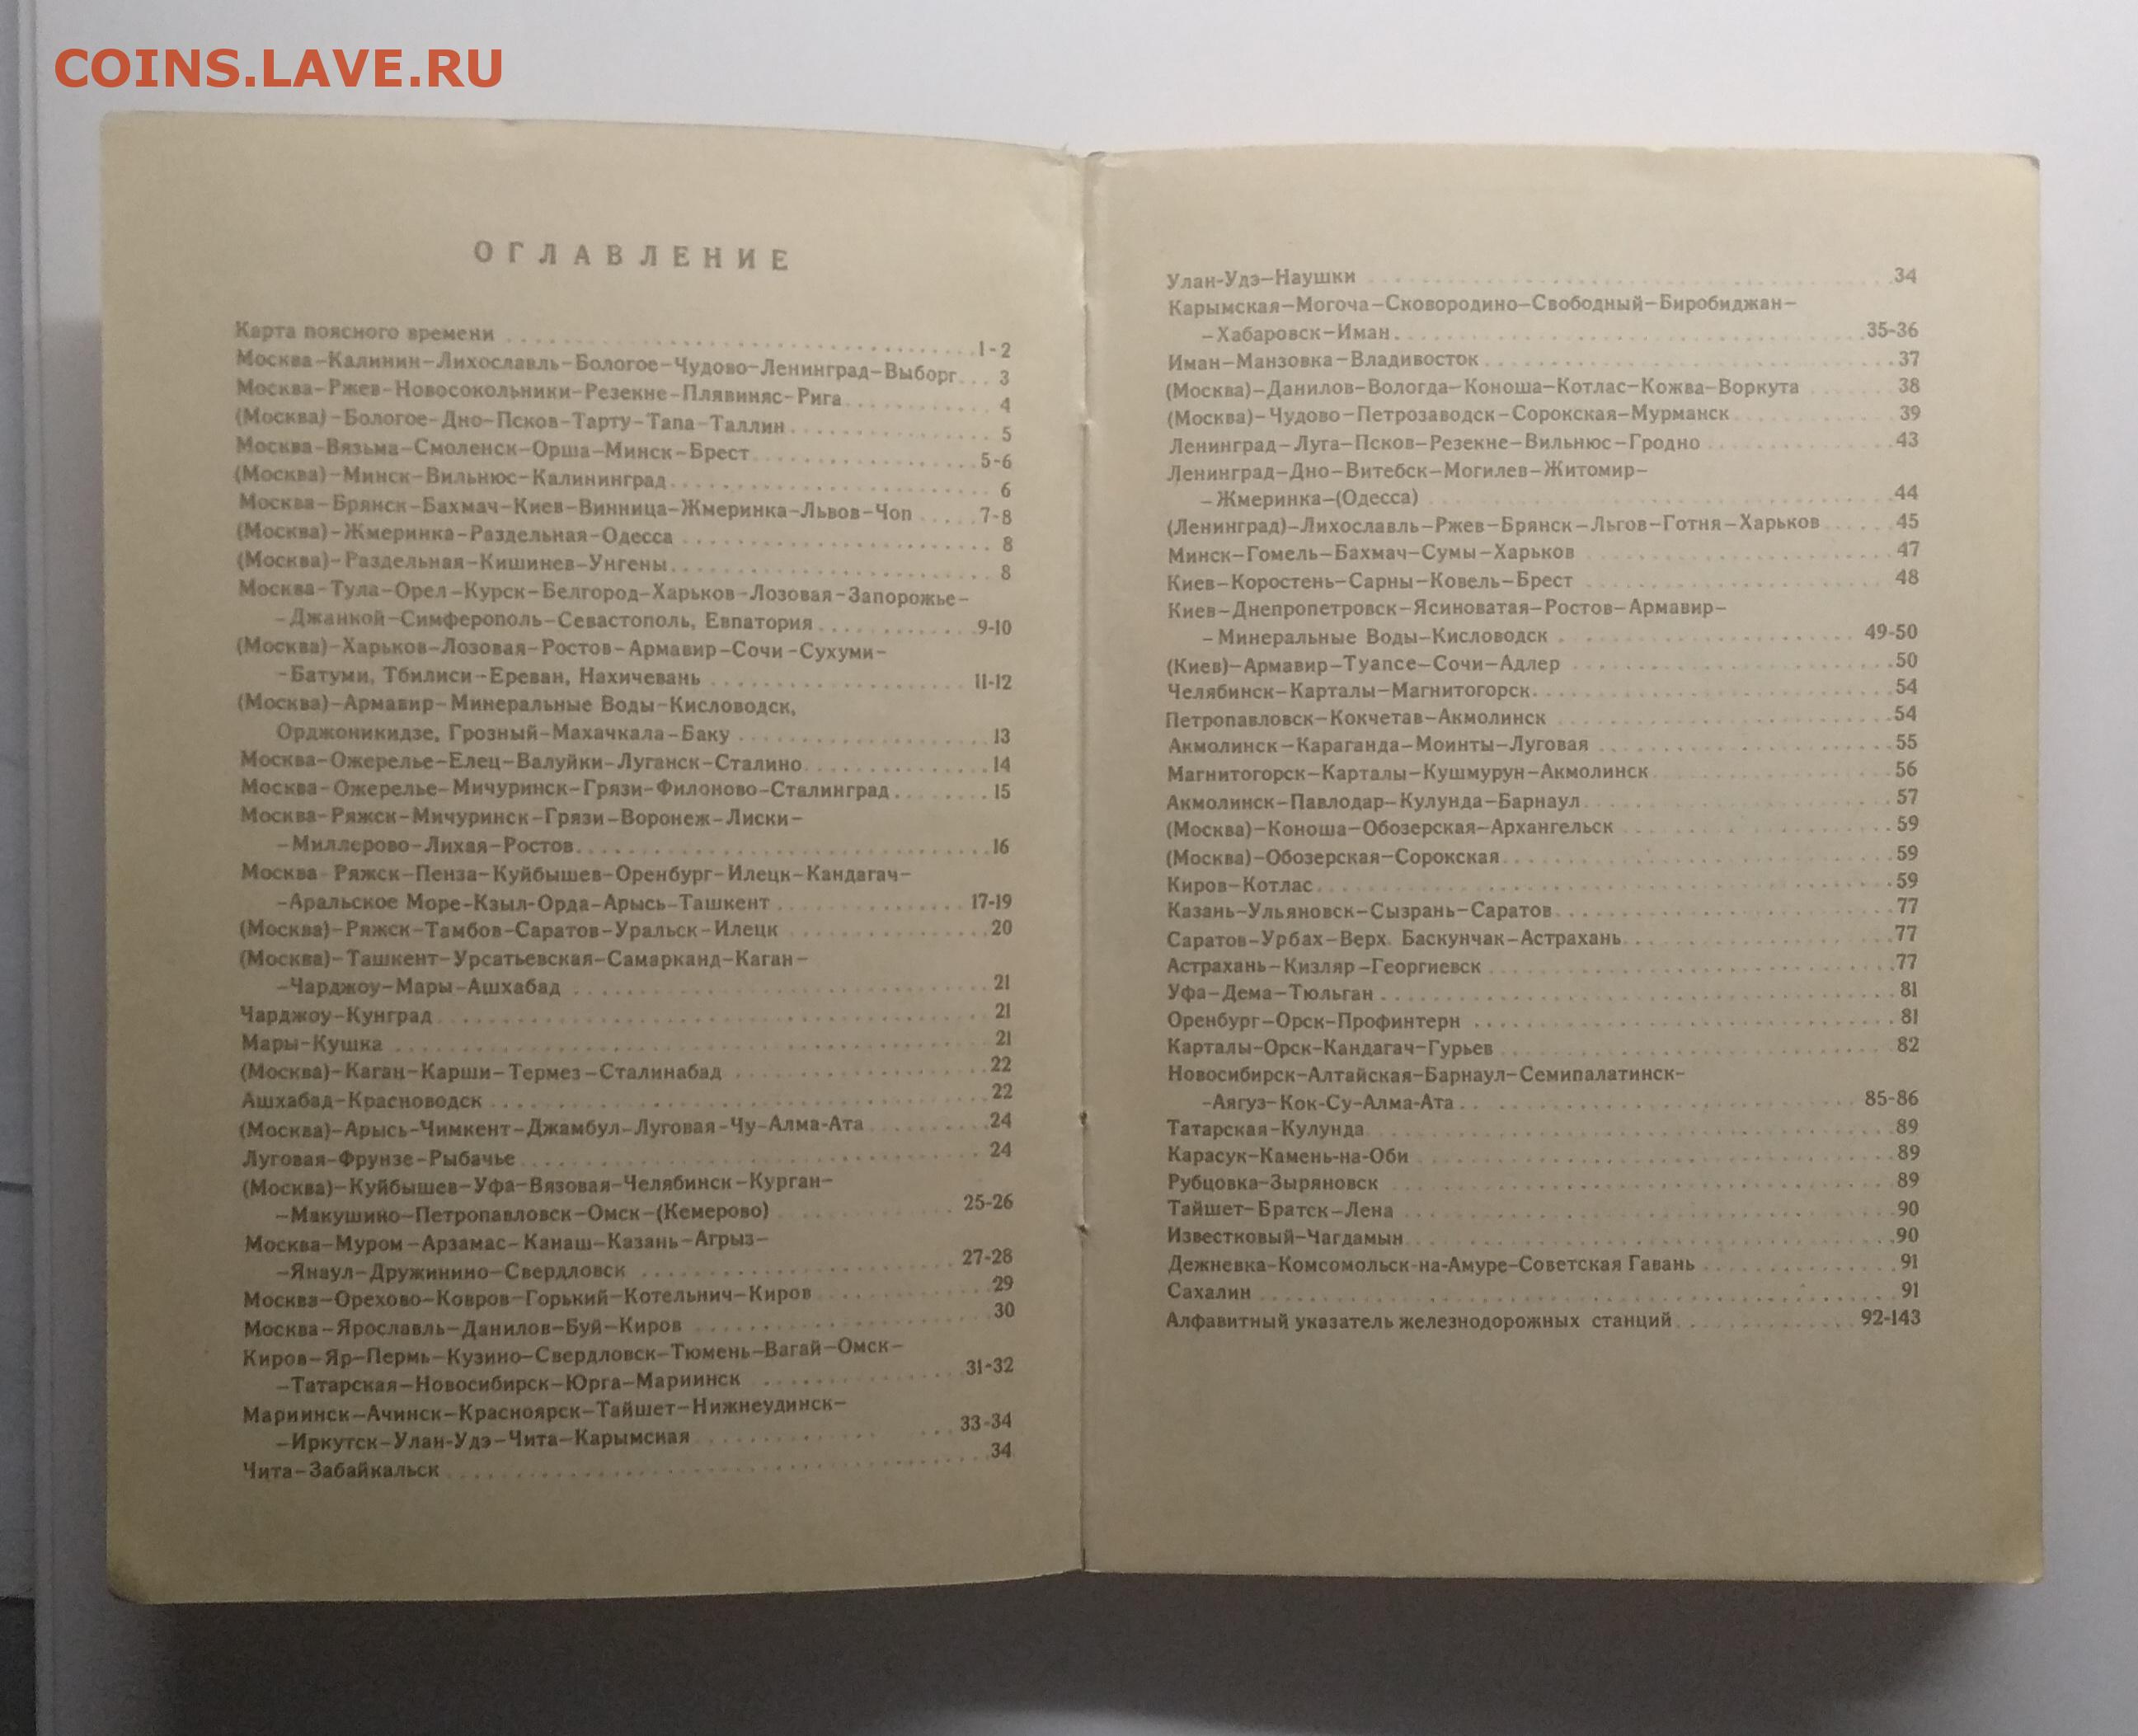 COINS.LAVE.RU
ОГЛАВЛЕНИЕ
Карта поясного времени 1-2
Москва-Калинин-Лихославль-Бологое-Чудово-Ленинград-Выборг 3
Москва-Ржев-Новосокольники-Резекне-Плявиняс-Рига 4
(Москва)-Бологое-Дно-Псков-Тарту-Тапа-Таллин 5
Москва-Вязьма-Смоленск-Орша-Минск-Брест 5-6
(Москва)-Минск-Вильнюс-Калининград 6
Москва-Брянск-Бахмач-Киев-Винница-Жмеринка-Львов-Чоп 7-8
(Москва)-Жмеринка-Раздельная-Одесса 8
(Москва)-Раздельная-Кишинев-Унгены 8
Москва-Тула-Орел-Курск-Белгород-Харьков-Лозовая-Запорожье-
-Джанкой-Симферополь-Севастополь, Евпатория 9-10
(Москва)-Харьков-Лозовая-Ростов-Армавир-Сочи-Сухуми-
-Батуми, Тбилиси-Ереван, Нахичевань 11-12
(Москва)-Армавир-Минеральные Воды-Кисловодск,
Орджоникидзе, Грозный-Махачкала-Баку 13
Москва-Ожерелье-Елец-Валуйки-Луганск-Сталино 14
Москва-Ожерелье-Мичуринск-Грязи-Филоново-Сталинград 15
Москва-Ряжск-Мичуринск-Грязи-Воронеж-Лиски-
-Миллерово-Лихая-Ростов 16
Москва-Ряжск-Пенза-Куйбышев-Оренбург-Илецк-Кандагач-
-Аральское Море-Кзыл-Орда-Арысь-Ташкент 17-19
(Москва)-Ряжск-Тамбов-Саратов-Уральск-Илецк 20
(Москва)-Ташкент-Урсатьевская-Самарканд-Каган-
-Чарджоу-Мары-Ашхабад 21
Чарджоу-Кунград 21
Мары-Кушка 21
(Москва)-Каган-Карши-Термез-Сталинабад 22
Ашхабад-Красноводск 22
(Москва)-Арысь-Чимкент-Джамбул-Луговая-Чу-Алма-Ата 24
Луговая-Фрунзе-Рыбачье 24
(Москва)-Куйбышев-Уфа-Вязовая-Челябинск-Курган-
-Макушино-Петропавловск-Омск-(Кемерово) 25-26
Москва-Муром-Арзамас-Канаш-Казань-Агрыз-
-Янаул-Дружинино-Свердловск 27-28
Москва-Орехово-Ковров-Горький-Котельнич-Киров 29
Москва-Ярославль-Данилов-Буй-Киров 30
Киров-Яр-Пермь-Кузино-Свердловск-Тюмень-Вагай-Омск-
-Татарская-Новосибирск-Юрга-Мариинск 31-32
Мариинск-Ачинск-Красноярск-Тайшет-Нижнеудинск-
-Иркутск-Улан-Удэ-Чита-Карымская 33-34
Чита-Забайкальск 34
Улан-Удэ-Наушки 34
Карымская-Могоча-Сковородино-Свободный-Биробиджан-
-Хабаровск-Иман 35-36
Иман-Манзовка-Владивосток 37
(Москва)-Данилов-Вологда-Коноша-Котлас-Кожва-Воркута 38
(Москва)-Чудово-Петрозаводск-Сорокская-Мурманск 39
Ленинград-Луга-Псков-Резекне-Вильнюс-Гродно 43
Ленинград-Дно-Витебск-Могилев-Житомир-
-Жмеринка-(Одесса) 44
(Ленинград)-Лихославль-Ржев-Брянск-Льгов-Готня-Харьков 45
Минск-Гомель-Бахмач-Сумы-Харьков 47
Киев-Коростень-Сарны-Ковель-Брест 48
Киев-Днепропетровск-Ясиноватая-Ростов-Армавир-
-Минеральные Воды-Кисловодск 49-50
(Киев)-Армавир-Туапсе-Сочи-Адлер 50
Челябинск-Карталы-Магнитогорск 54
Петропавловск-Кокчетав-Акмолинск 54
Акмолинск-Караганда-Моинты-Луговая 55
Магнитогорск-Карталы-Кушмурун-Акмолинск 56
Акмолинск-Павлодар-Кулунда-Барнаул 57
(Москва)-Коноша-Обозерская-Архангельск 59
(Москва)-Обозерская-Сорокская 59
Киров-Котлас 59
Казань-Ульяновск-Сызрань-Саратов 77
Саратов-Урбах-Верх. Баскунчак-Астрахань 77
Астрахань-Кизляр-Георгиевск 77
Уфа-Дема-Тюльган 81
Оренбург-Орск-Профинтерн 81
Карталы-Орск-Кандагач-Гурьев 82
Новосибирск-Алтайская-Барнаул-Семипалатинск-
-Аягуз-Кок-Су-Алма-Ата 85-86
Татарская-Кулунда 89
Карасук-Камень-на-Оби 89
Рубцовка-Зыряновск 89
Тайшет-Братск-Лена 90
Известковый-Чагдамын 90
Дежневка-Комсомольск-на-Амуре-Советская Гавань 91
Сахалин 91
Алфавитный указатель железнодорожных станций 92-143